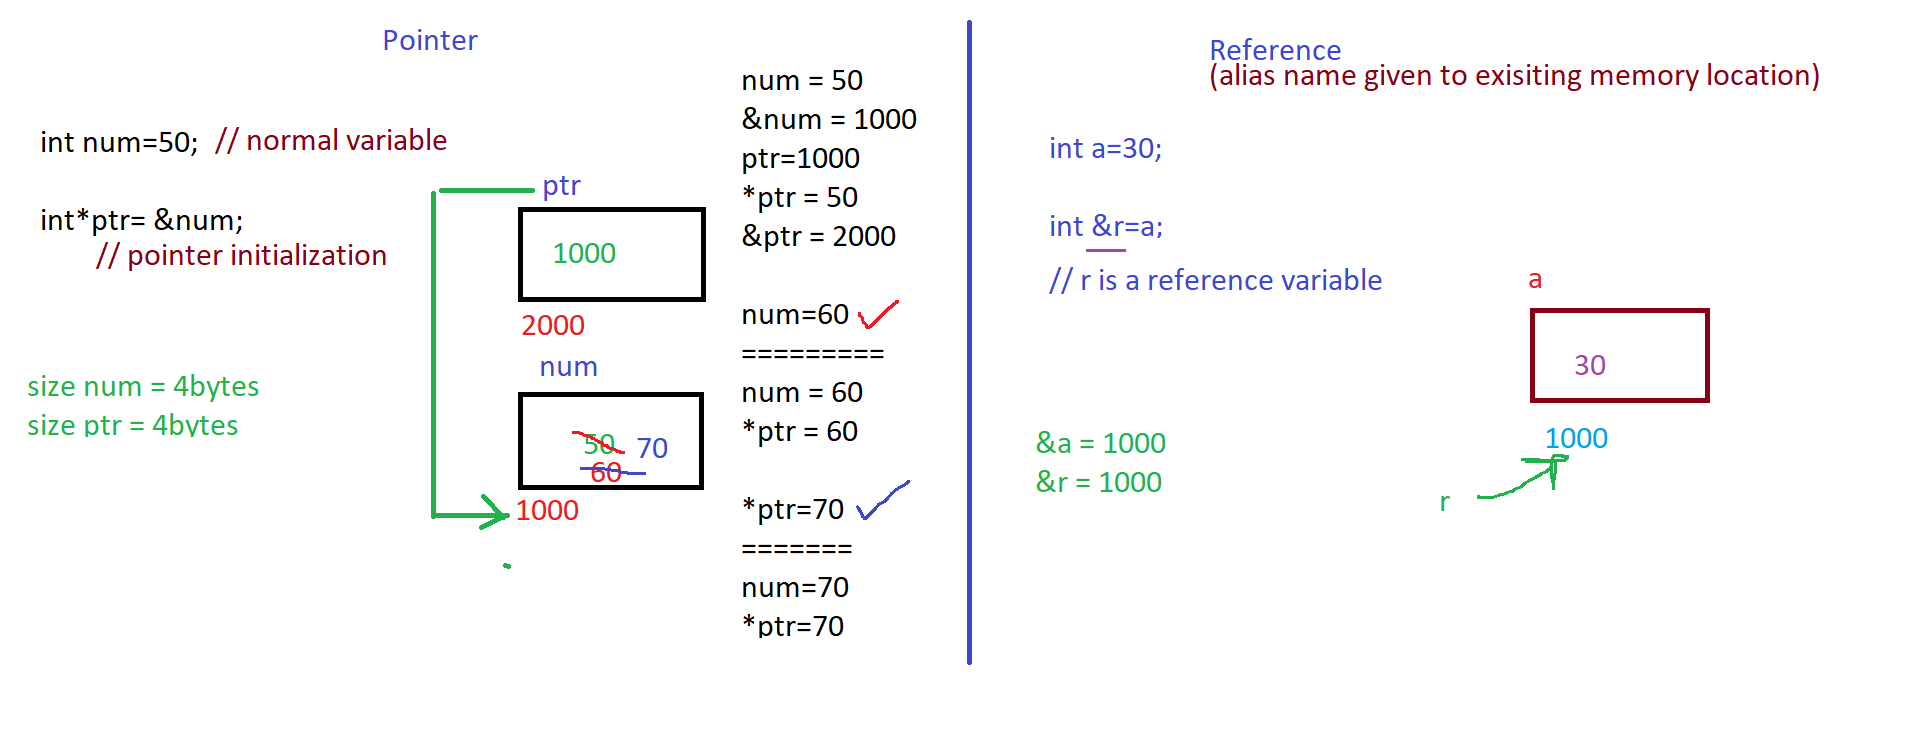 Pointer
int num=50; // normal variable
int*ptr= &num;
// pointer initialization
size num = 4bytes
size ptr = 4bytes
ptr
1000
2000
num
50 70
60
1000
num = 50
&num = 1000
ptr=1000
*ptr = 50
&ptr = 2000
num=60
=========
num = 60
*ptr = 60
*ptr=70
=======
num=70
*ptr=70
Reference
(alias name given to exisiting memory location)
int a=30;
int &r=a;
// r is a reference variable
a
30
1000
&a = 1000
&r = 1000
r